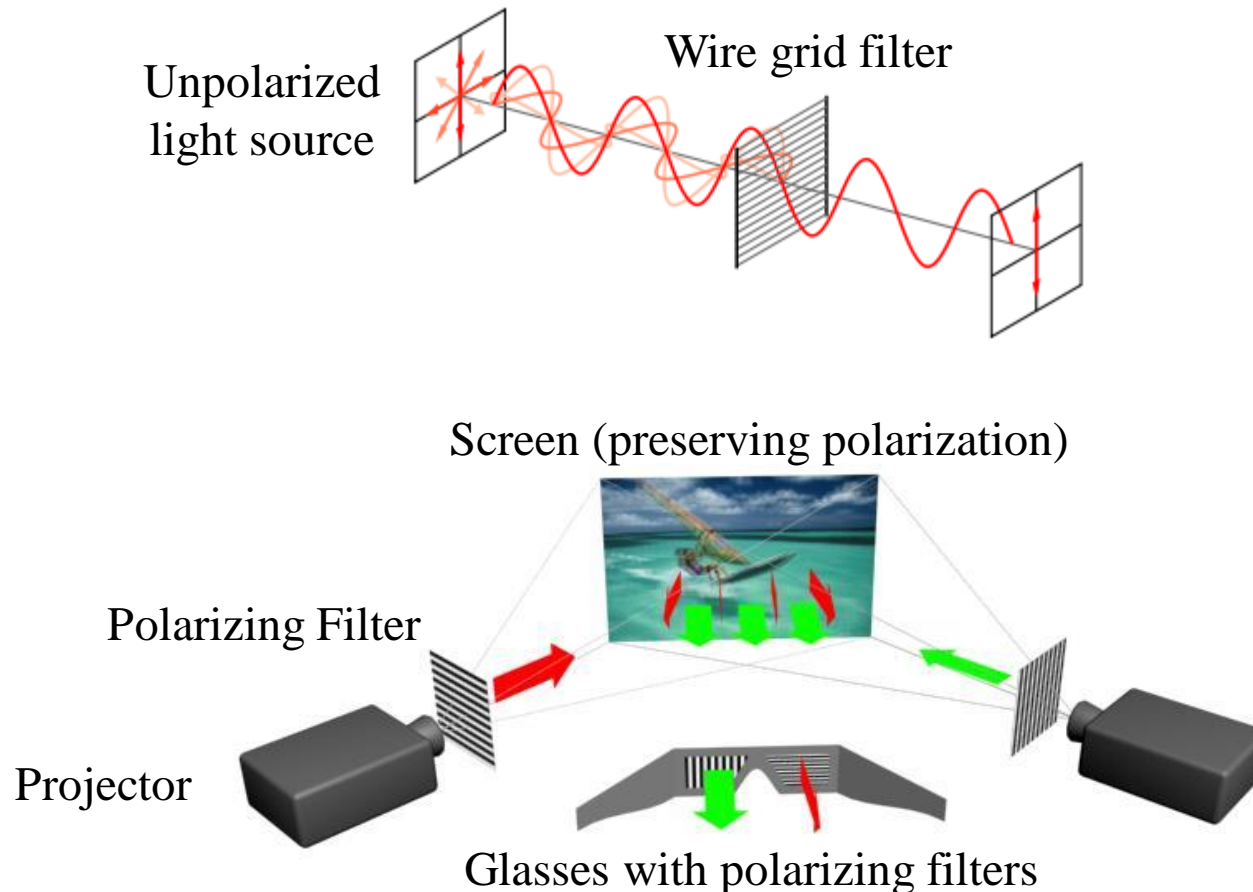 Unpolarized
light source
Wire grid filter
Screen (preserving polarization)
Polarizing Filter
Projector
Glasses with polarizing filters